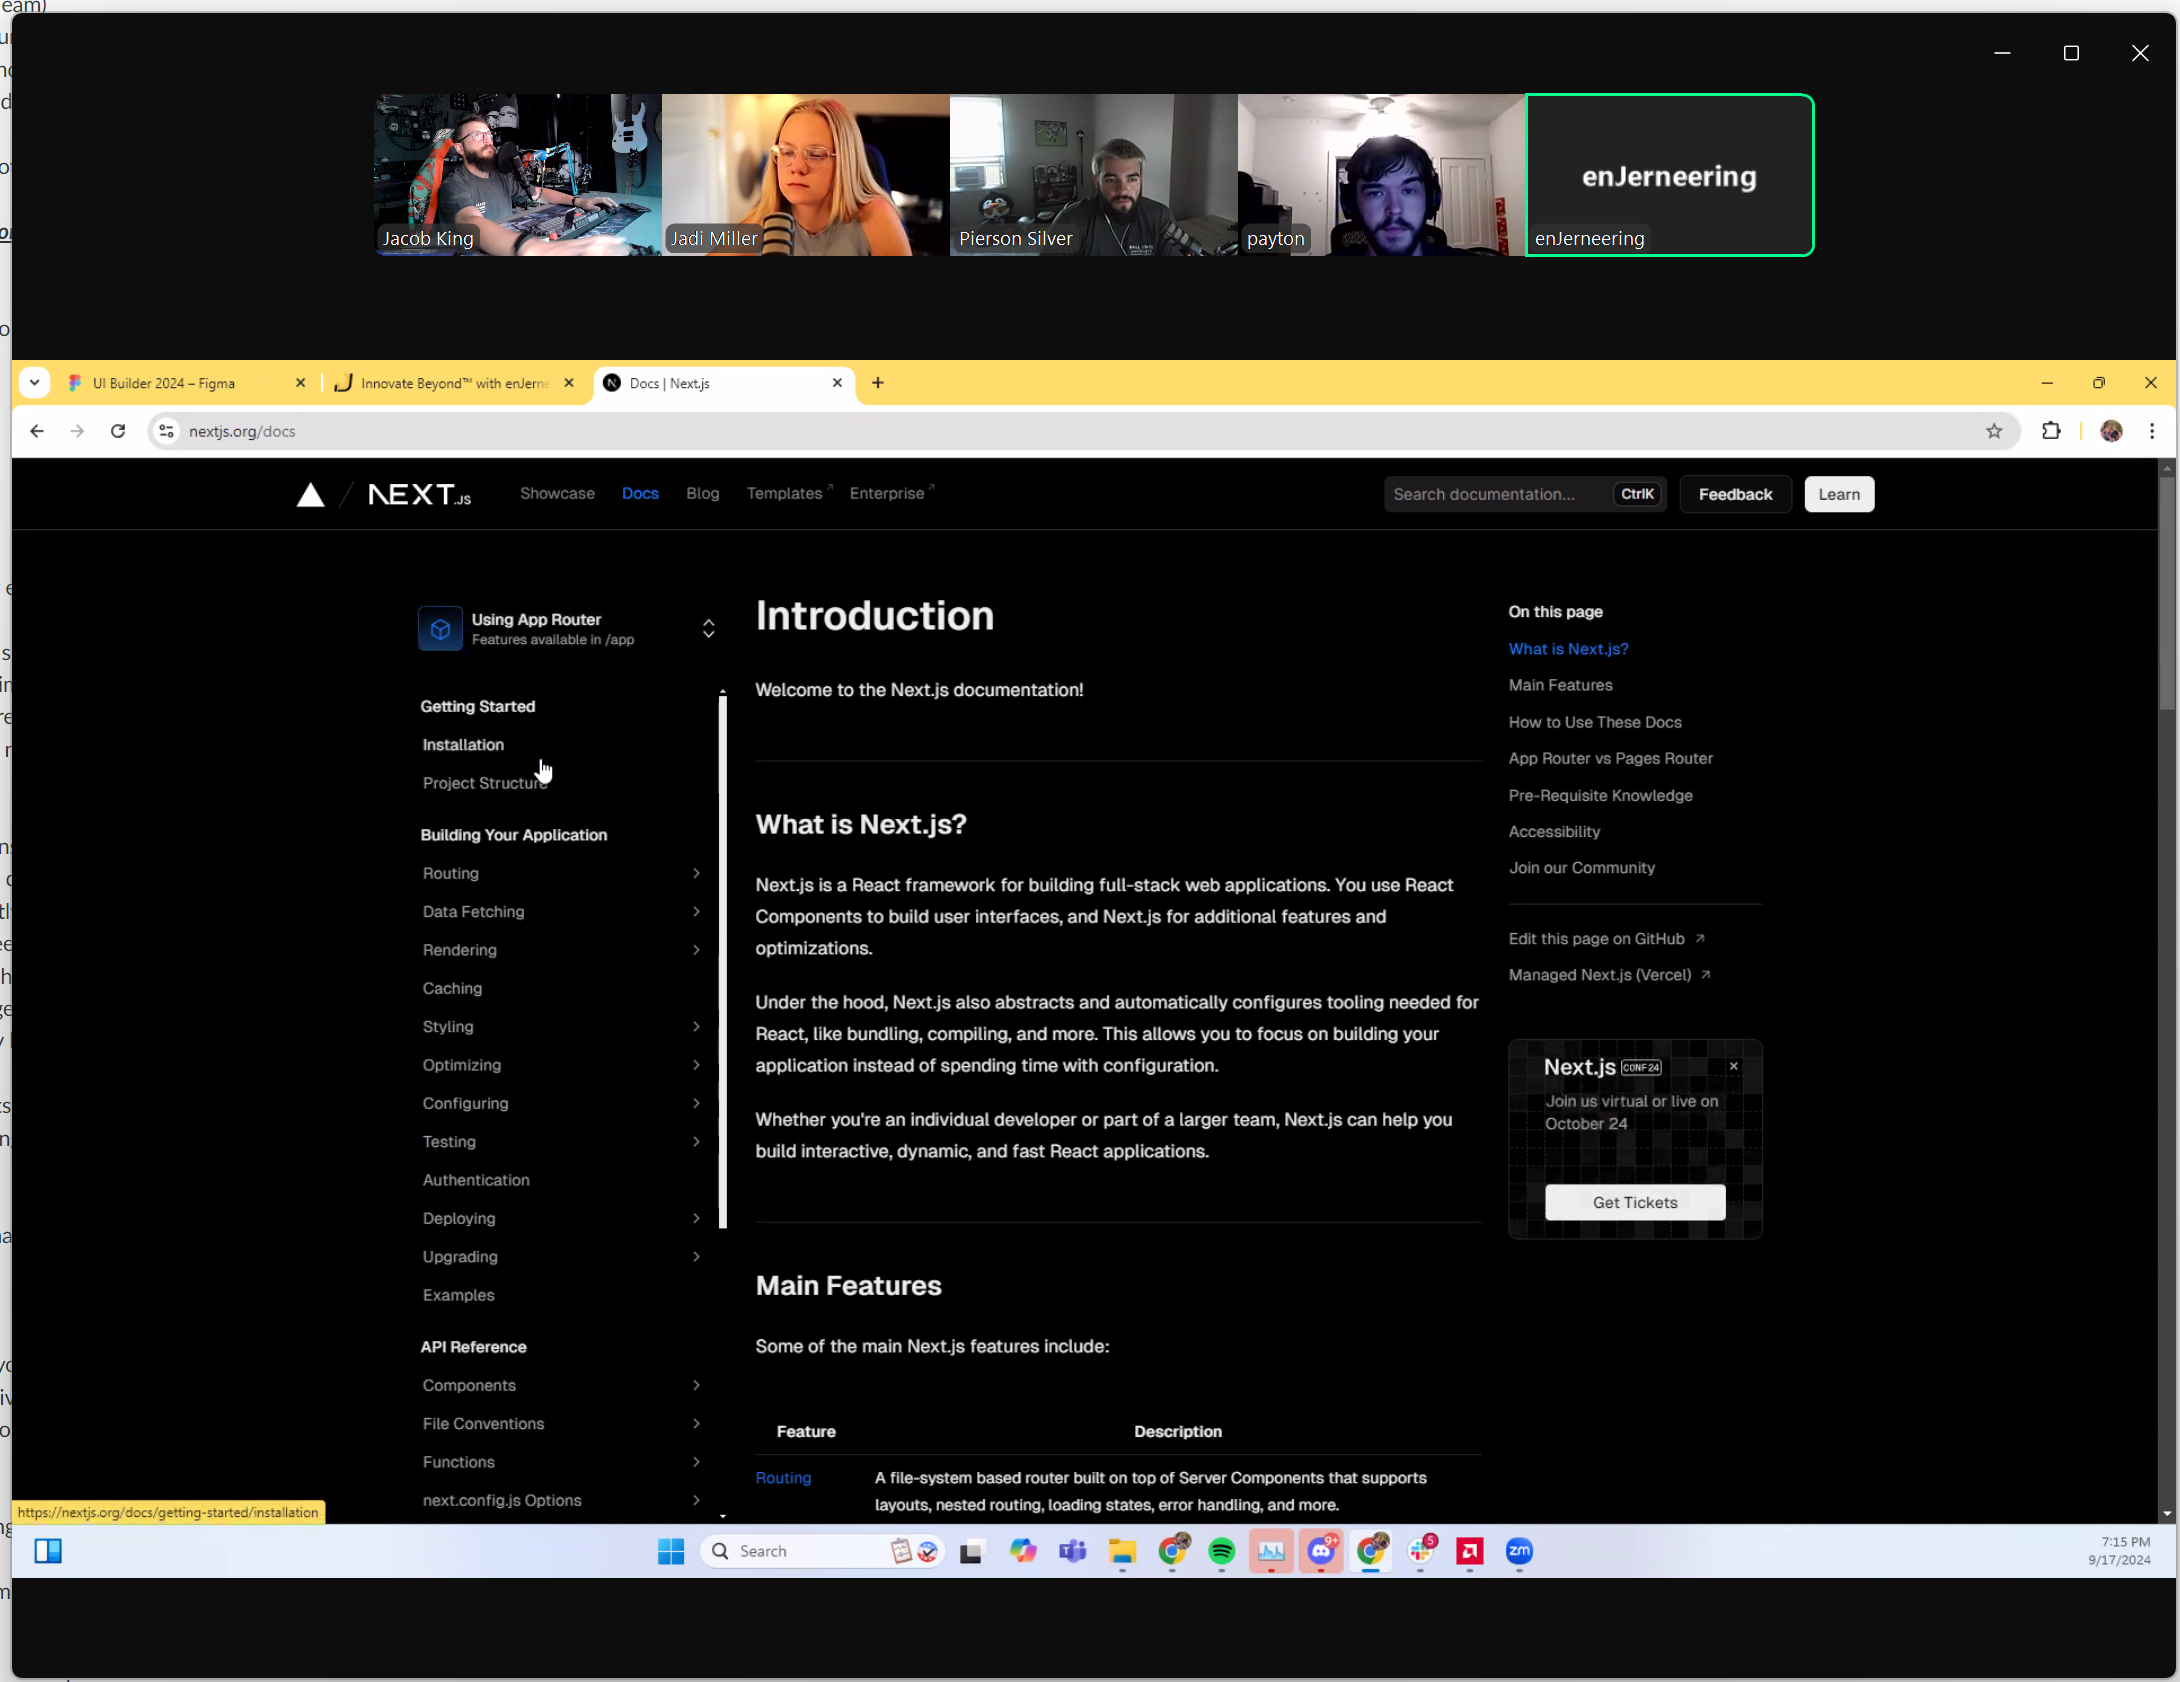 eam)
Jacob King
Jadi Miller
Pierson Silver
payton
enJerneering
enJerneering
UI Builder 2024 – Figma
Innovate Beyond™ with enJerne
Docs | Next.js
nextjs.org/docs
NEXT.JS
Showcase
Docs
Blog
Templates
Enterprise
Search documentation...
CtrlK
Feedback
Learn
Using App Router
Features available in /app
Getting Started
Installation
Project Structure
Building Your Application
Routing
Data Fetching
Rendering
Caching
Styling
Optimizing
Configuring
Testing
Authentication
Deploying
Upgrading
Examples
API Reference
Components
File Conventions
Functions
next.config.js Options
Introduction
Welcome to the Next.js documentation!
What is Next.js?
Next.js is a React framework for building full-stack web applications. You use React
Components to build user interfaces, and Next.js for additional features and
optimizations.
Under the hood, Next.js also abstracts and automatically configures tooling needed for
React, like bundling, compiling, and more. This allows you to focus on building your
application instead of spending time with configuration.
Whether you're an individual developer or part of a larger team, Next.js can help you
build interactive, dynamic, and fast React applications.
Main Features
Some of the main Next.js features include:
Feature
Description
Routing
A file-system based router built on top of Server Components that supports
layouts, nested routing, loading states, error handling, and more.
On this page
What is Next.js?
Main Features
How to Use These Docs
App Router vs Pages Router
Pre-Requisite Knowledge
Accessibility
Join our Community
Edit this page on GitHub
Managed Next.js (Vercel)
Next.js CONF24
Join us virtual or live on
October 24
Get Tickets
https://nextjs.org/docs/getting-started/installation
Search
9+
5
zm
7:15 PM
9/17/2024